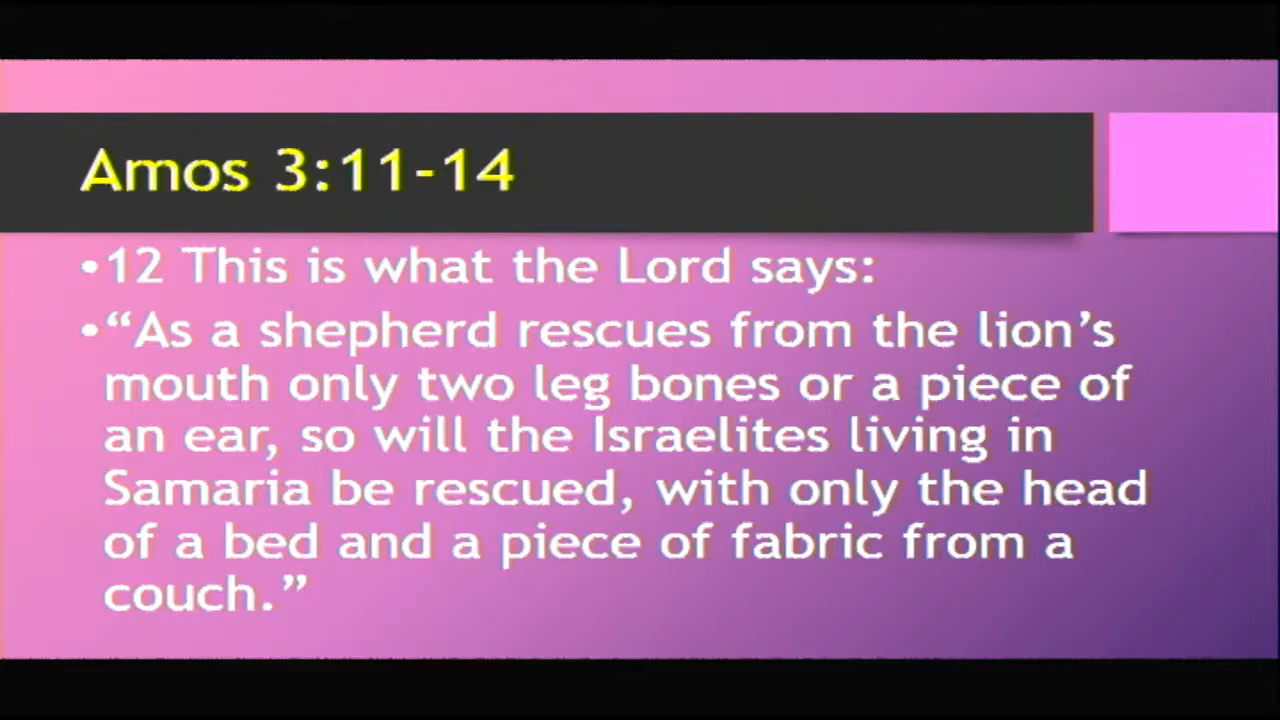 Amos 3:11-14
•12 This is what the Lord says:
•“As a shepherd rescues from the lion’s
mouth only two leg bones or a piece of
an ear, so will the Israelites living in
Samaria be rescued, with only the head
of a bed and a piece of fabric from a
couch.”